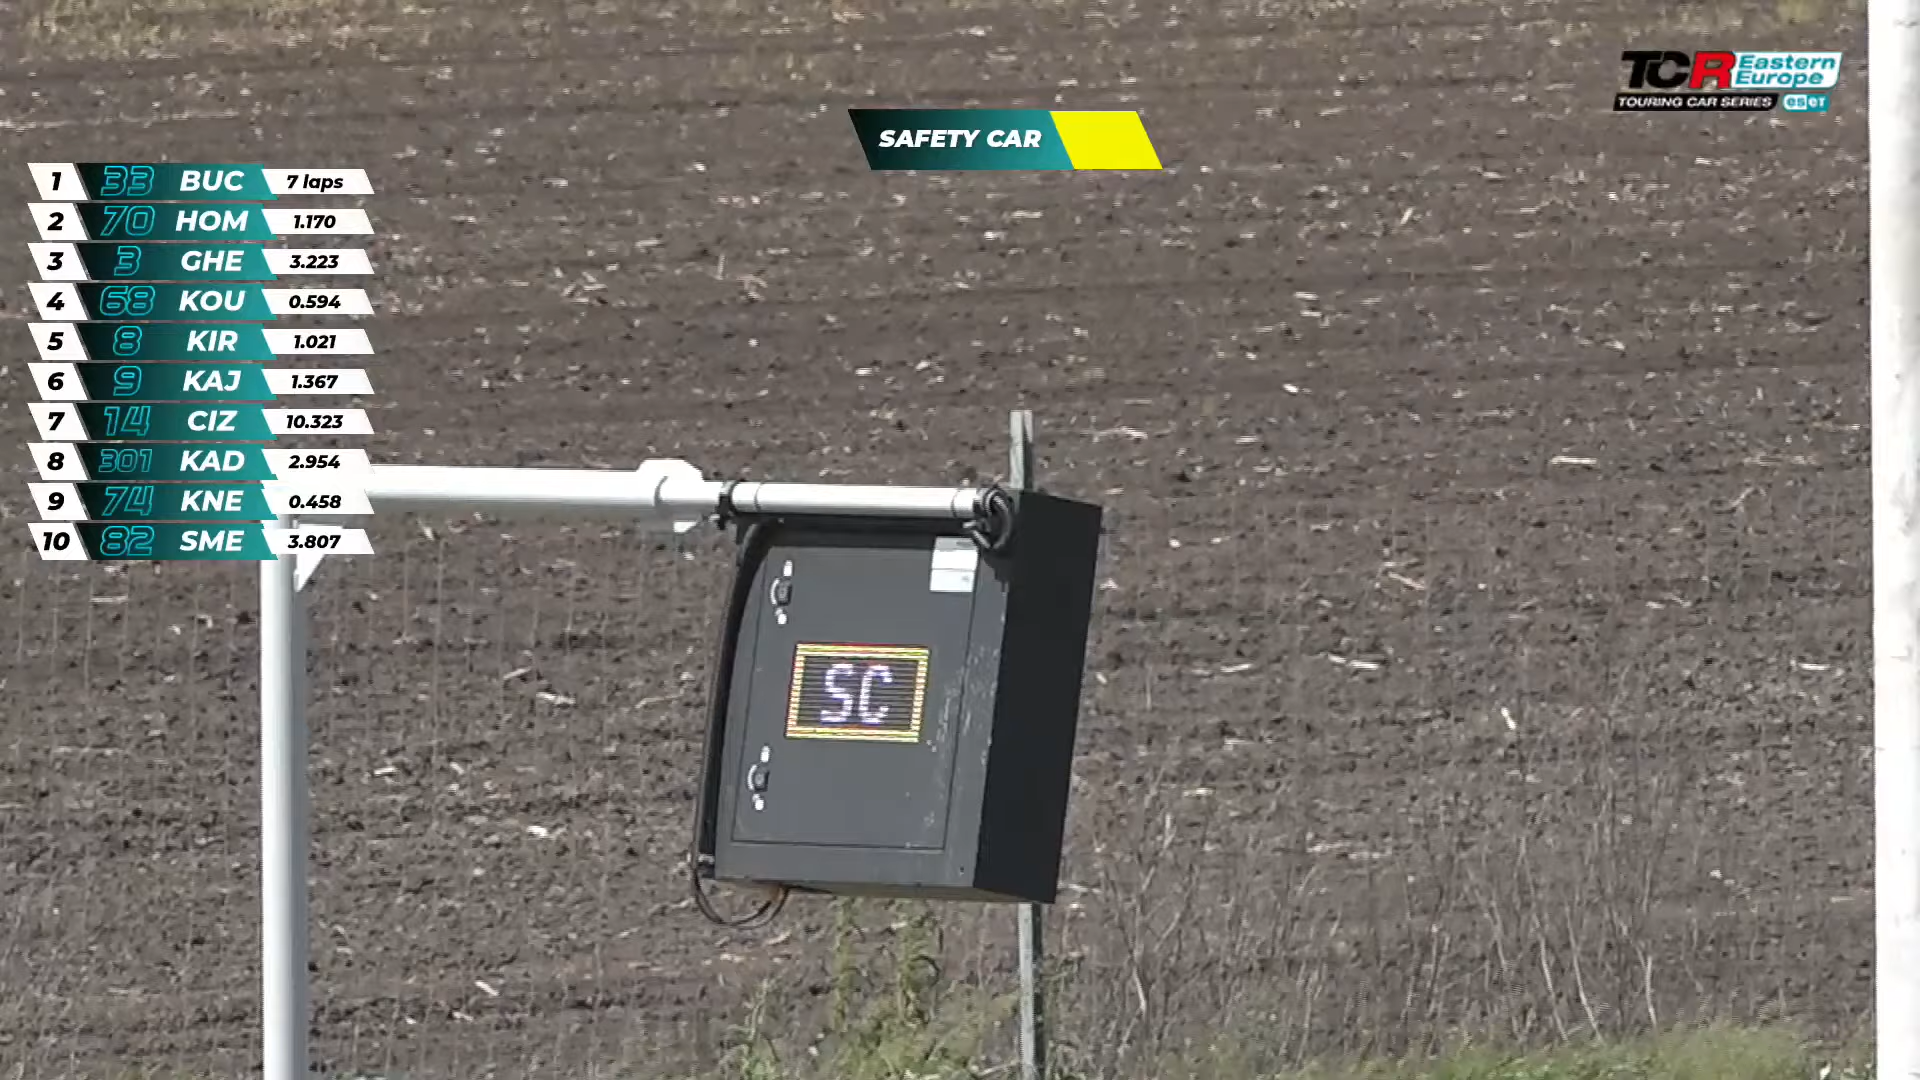 TCR Eastern
Europe
TOURING CAR SERIES eseT
SAFETY CAR
1 33 BUC 7 laps
2 70 HOM 1.170
3 3 GHE 3.223
4 68 KOU 0.594
5 8 KIR 1.021
6 9 KAJ 1.367
7 14 CIZ 10.323
8 301 KAD 2.954
9 74 KNE 0.458
10 82 SME 3.807
SC